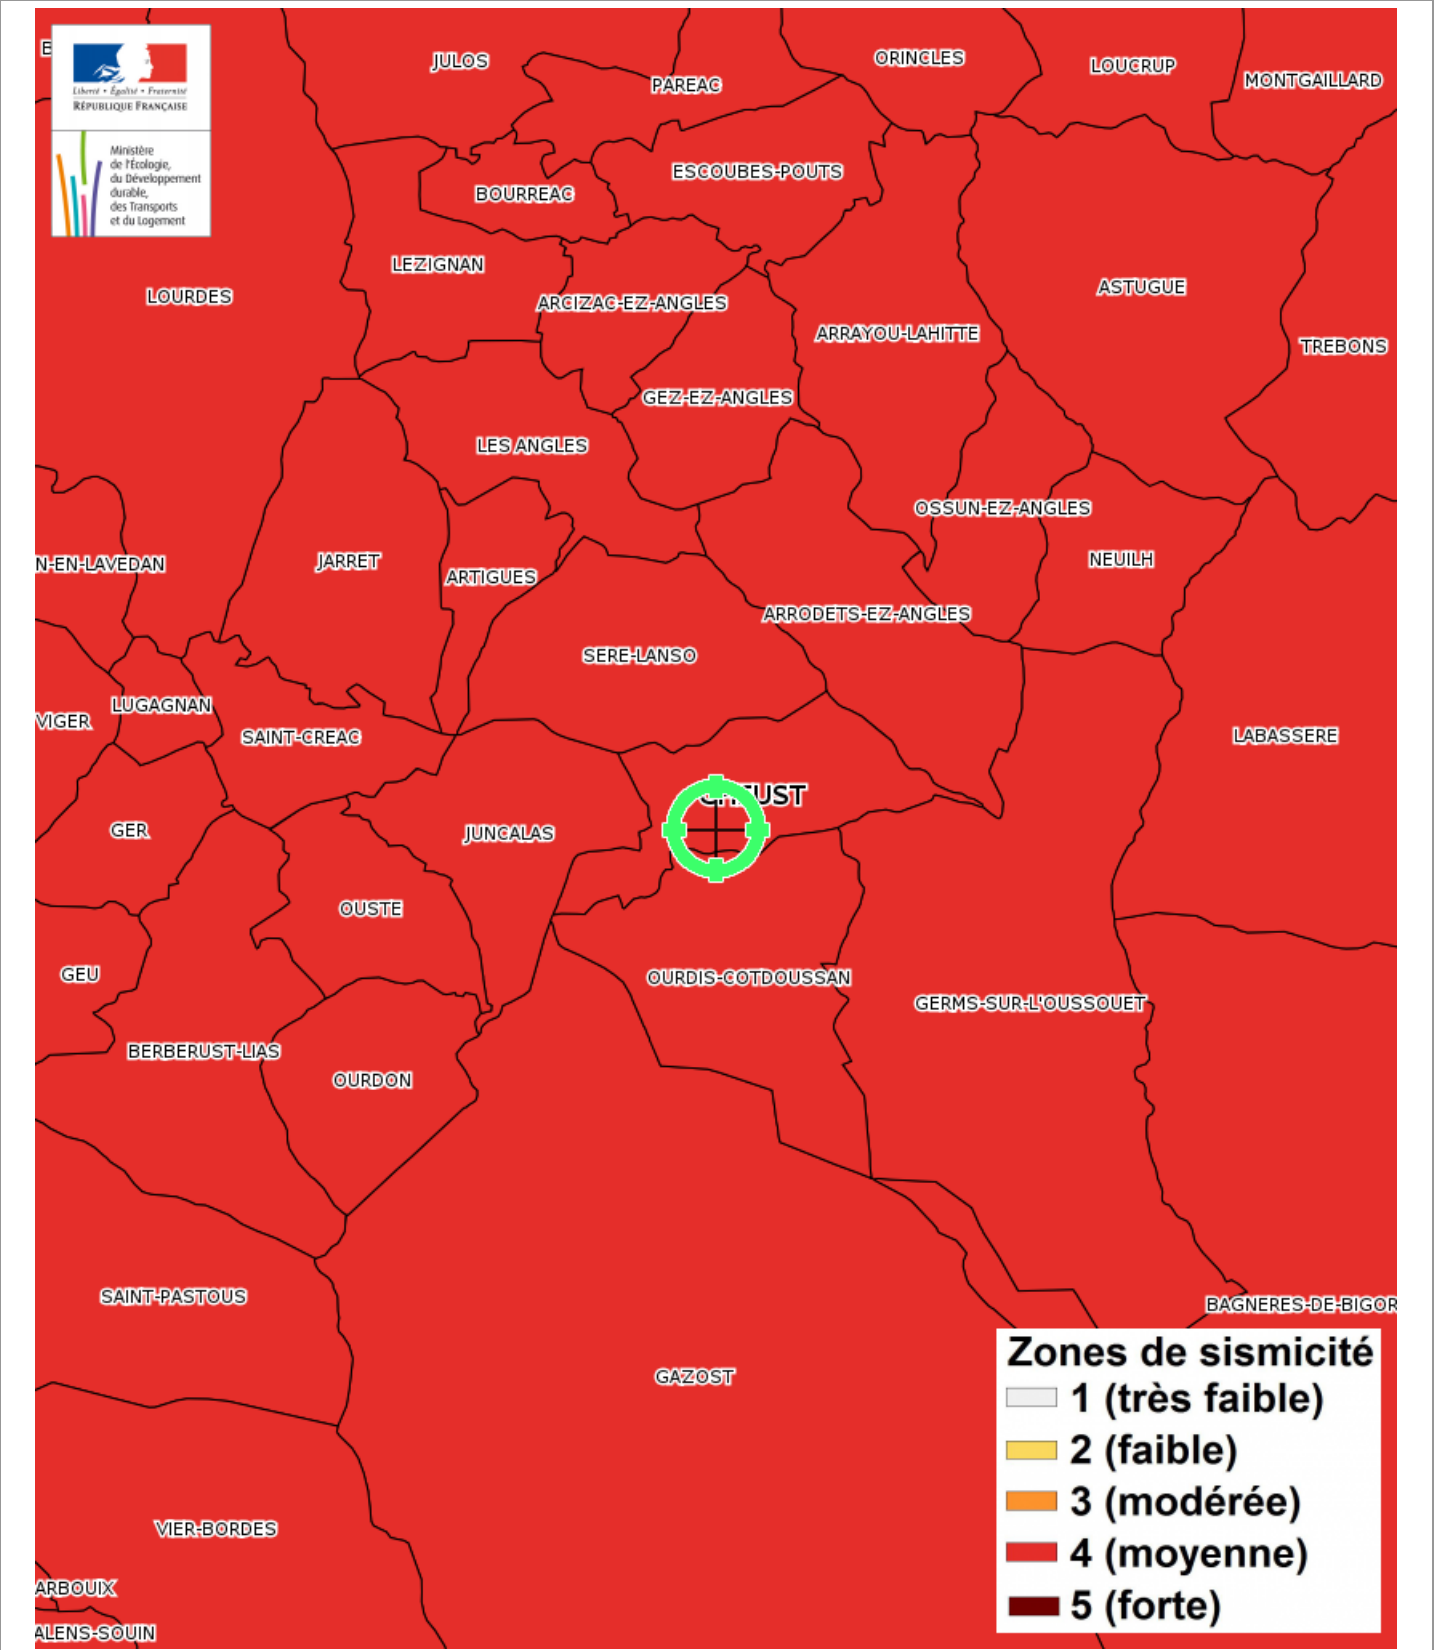 B
Liberté • Égalité • Fraternité
RÉPUBLIQUE FRANÇAISE
Ministère
de l'Écologie,
du Développement
durable,
des Transports
et du Logement
JULOS
PAREAC
ORINCLES
LOUCRUP
MONTGAILLARD
ESCOUBES-POUTS
BOURREAC
LEZIGNAN
LOURDES
ARCIZAC-EZ-ANGLES
ASTUGUE
ARRAYOU-LAHITTE
TREBONS
GEZ-EZ-ANGLES
LES ANGLES
OSSUN-EZ-ANGLES
N-EN-LAVEDAN
JARRET
ARTIGUES
NEUILH
ARRODETS-EZ-ANGLES
SERE-LANSO
LUGAGNAN
VIGER
SAINT-CREAC
LABASSERE
CHEUST
GER
JUNCALAS
OUSTE
GEU
OURDIS-COTDOUSSAN
GERMS-SUR-L'OUSSOUET
BERBERUST-LIAS
OURDON
SAINT-PASTOUS
BAGNERES-DE-BIGOR
GAZOST
VIER-BORDES
ARBOUIX
ALENS-SOUIN
Zones de sismicité
1 (très faible)
2 (faible)
3 (modérée)
4 (moyenne)
5 (forte)